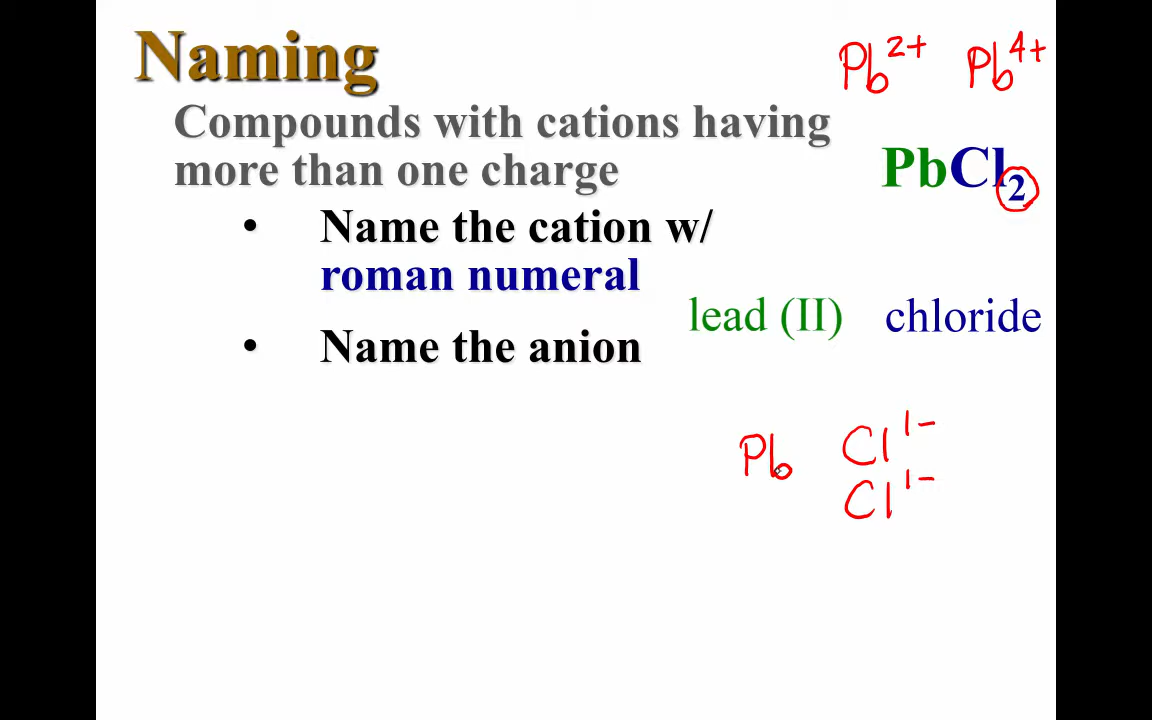 Naming
Pb²⁺ Pb⁴⁺
Compounds with cations having
more than one charge
PbCl₂
• Name the cation w/
roman numeral
lead (II) chloride
• Name the anion
Pb Cl¹⁻
Cl¹⁻